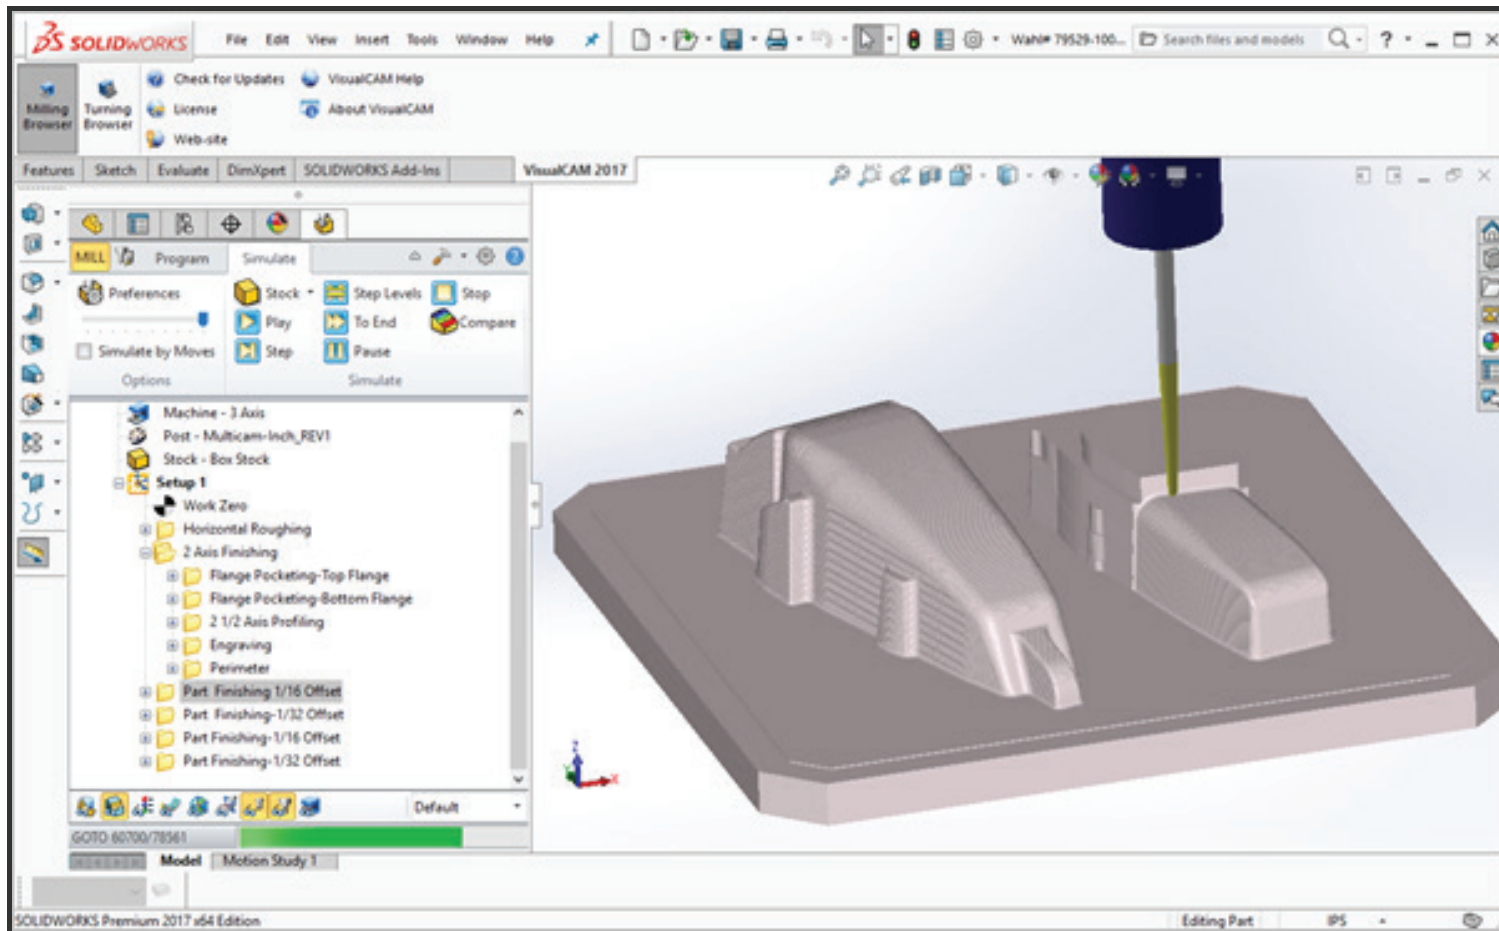 SOLIDWORKS File Edit View Insert Tools Window Help Wahl# 79529-100... Search files and models ?
Milling Browser
Turning Browser
Check for Updates
VisualCAM Help
License
About VisualCAM
Web-site
Features Sketch Evaluate DimXpert SOLIDWORKS Add-Ins VisualCAM 2017
MILL Program Simulate
Preferences Stock Step Levels Stop
Play To End Compare
Simulate by Moves Step Pause
Options Simulate
Machine - 3 Axis
Post - Multicam-Inch_REV1
Stock - Box Stock
Setup 1
Work Zero
Horizontal Roughing
2 Axis Finishing
Flange Pocketing-Top Flange
Flange Pocketing-Bottom Flange
2 1/2 Axis Profiling
Engraving
Perimeter
Part Finishing 1/16 Offset
Part Finishing-1/32 Offset
Part Finishing-1/16 Offset
Part Finishing-1/32 Offset
Default
GOTO 60700/78561
Model Motion Study 1
Z
X
SOLIDWORKS Premium 2017 x64 Edition Editing Part IPS